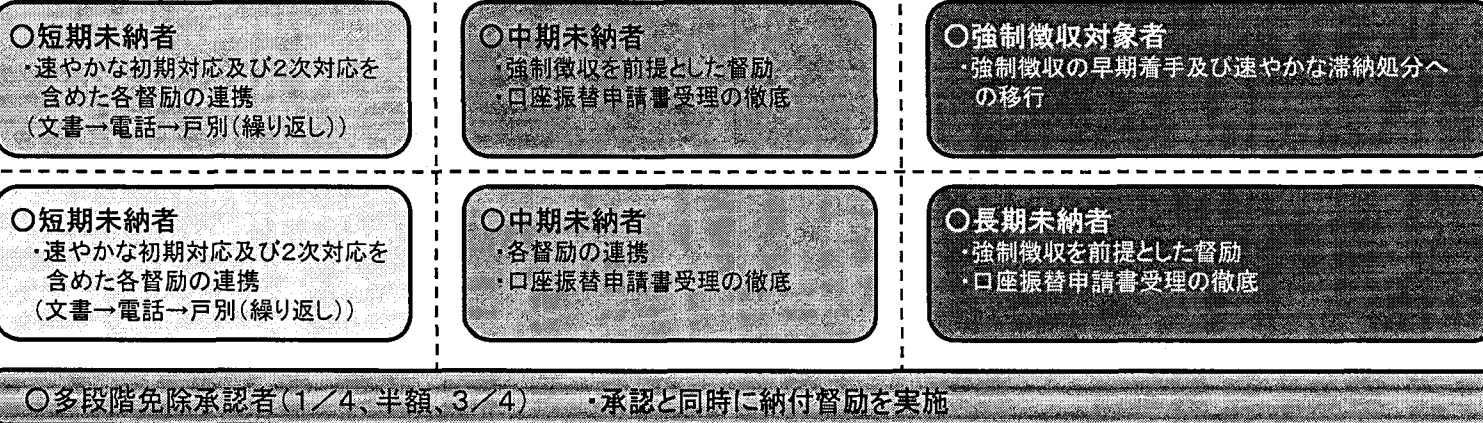 ○短期未納者
・速やかな初期対応及び2次対応を
含めた各督励の連携
(文書→電話→戸別(繰り返し))
○中期未納者
・強制徴収を前提とした督励
・口座振替申請書受理の徹底
○強制徴収対象者
・強制徴収の早期着手及び速やかな滞納処分へ
の移行
○短期未納者
・速やかな初期対応及び2次対応を
含めた各督励の連携
(文書→電話→戸別(繰り返し))
○中期未納者
・各督励の連携
・口座振替申請書受理の徹底
○長期未納者
・強制徴収を前提とした督励
・口座振替申請書受理の徹底
○多段階免除承認者(1/4、半額、3/4) ・承認と同時に納付督励を実施